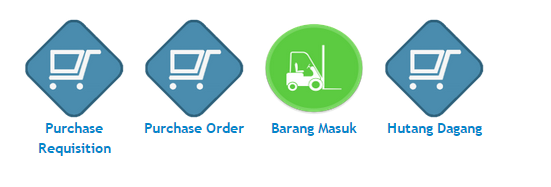 Purchase
Requisition
Purchase Order
Barang Masuk
Hutang Dagang